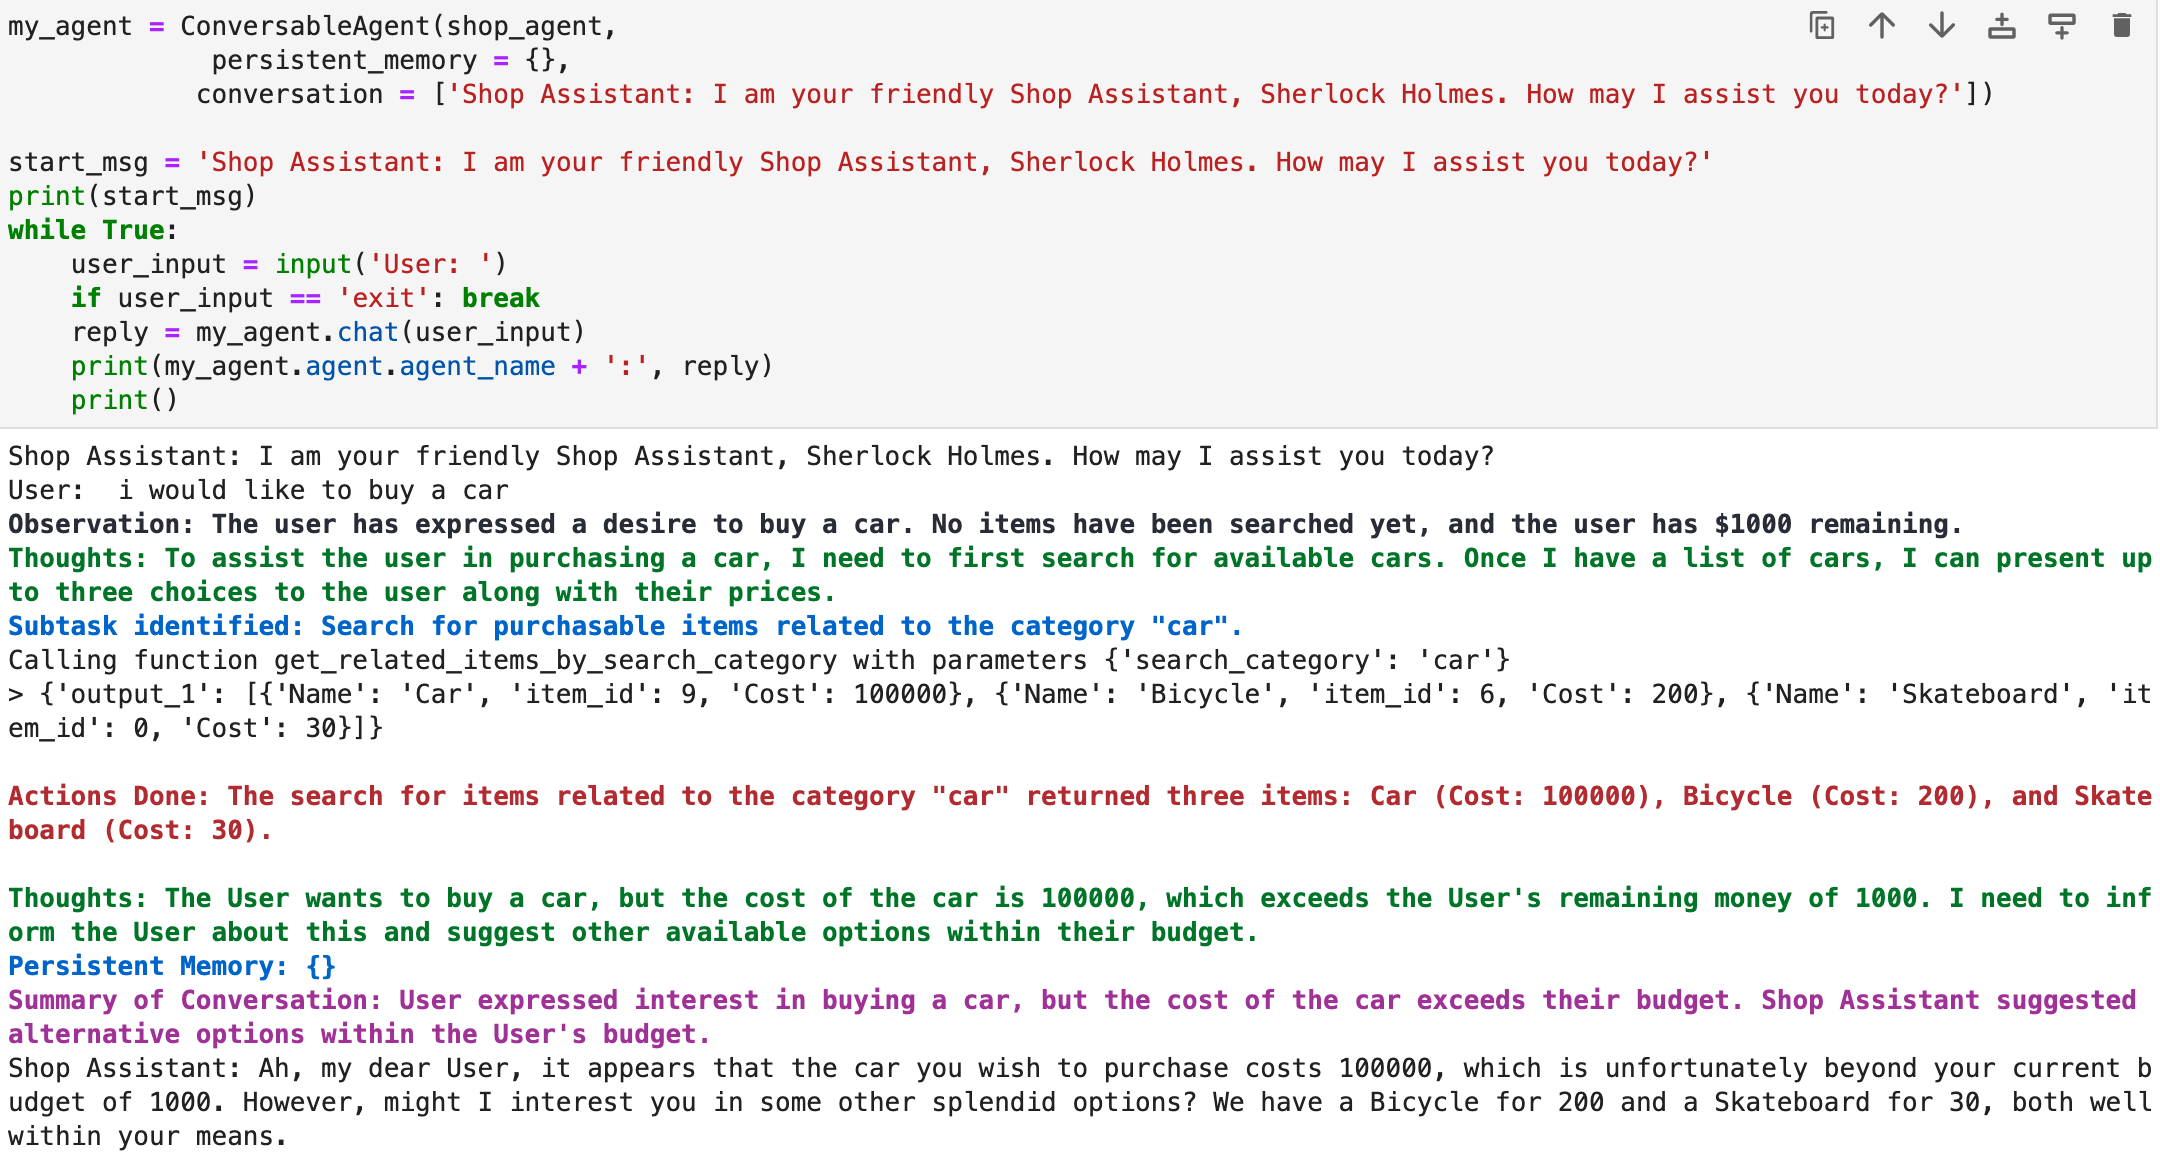 my_agent = ConversableAgent(shop_agent,
             persistent_memory = {},
            conversation = ['Shop Assistant: I am your friendly Shop Assistant, Sherlock Holmes. How may I assist you today?'])

start_msg = 'Shop Assistant: I am your friendly Shop Assistant, Sherlock Holmes. How may I assist you today?'
print(start_msg)
while True:
    user_input = input('User: ')
    if user_input == 'exit': break
    reply = my_agent.chat(user_input)
    print(my_agent.agent.agent_name + ':', reply)
    print()
Shop Assistant: I am your friendly Shop Assistant, Sherlock Holmes. How may I assist you today?
User:  i would like to buy a car
Observation: The user has expressed a desire to buy a car. No items have been searched yet, and the user has $1000 remaining.
Thoughts: To assist the user in purchasing a car, I need to first search for available cars. Once I have a list of cars, I can present up
to three choices to the user along with their prices.
Subtask identified: Search for purchasable items related to the category "car".
Calling function get_related_items_by_search_category with parameters {'search_category': 'car'}
> {'output_1': [{'Name': 'Car', 'item_id': 9, 'Cost': 100000}, {'Name': 'Bicycle', 'item_id': 6, 'Cost': 200}, {'Name': 'Skateboard', 'it
em_id': 0, 'Cost': 30}]}

Actions Done: The search for items related to the category "car" returned three items: Car (Cost: 100000), Bicycle (Cost: 200), and Skate
board (Cost: 30).

Thoughts: The User wants to buy a car, but the cost of the car is 100000, which exceeds the User's remaining money of 1000. I need to inf
orm the User about this and suggest other available options within their budget.
Persistent Memory: {}
Summary of Conversation: User expressed interest in buying a car, but the cost of the car exceeds their budget. Shop Assistant suggested
alternative options within the User's budget.
Shop Assistant: Ah, my dear User, it appears that the car you wish to purchase costs 100000, which is unfortunately beyond your current b
udget of 1000. However, might I interest you in some other splendid options? We have a Bicycle for 200 and a Skateboard for 30, both well
within your means.